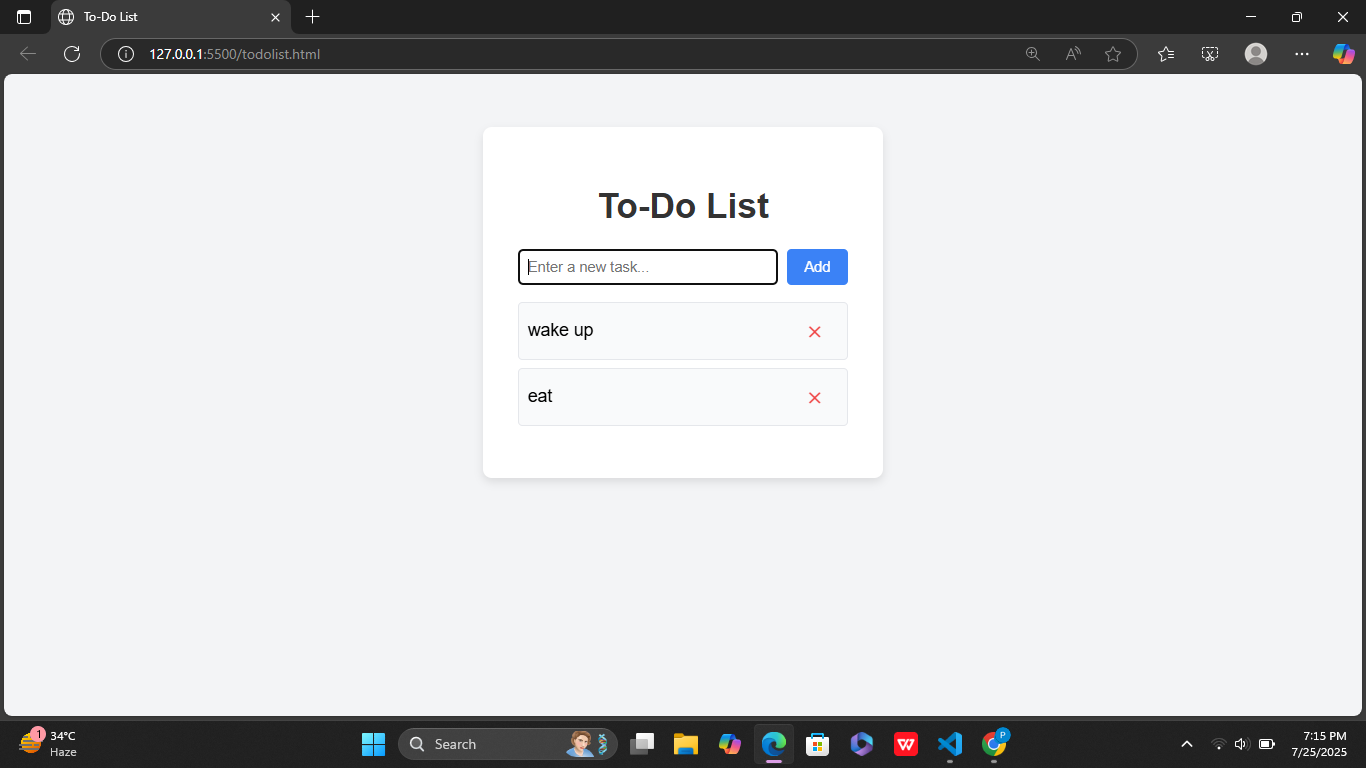 To-Do List
127.0.0.1:5500/todolist.html
To-Do List
Enter a new task...
Add
wake up
eat
1
34°C
Haze
Search
W
P
7:15 PM
7/25/2025